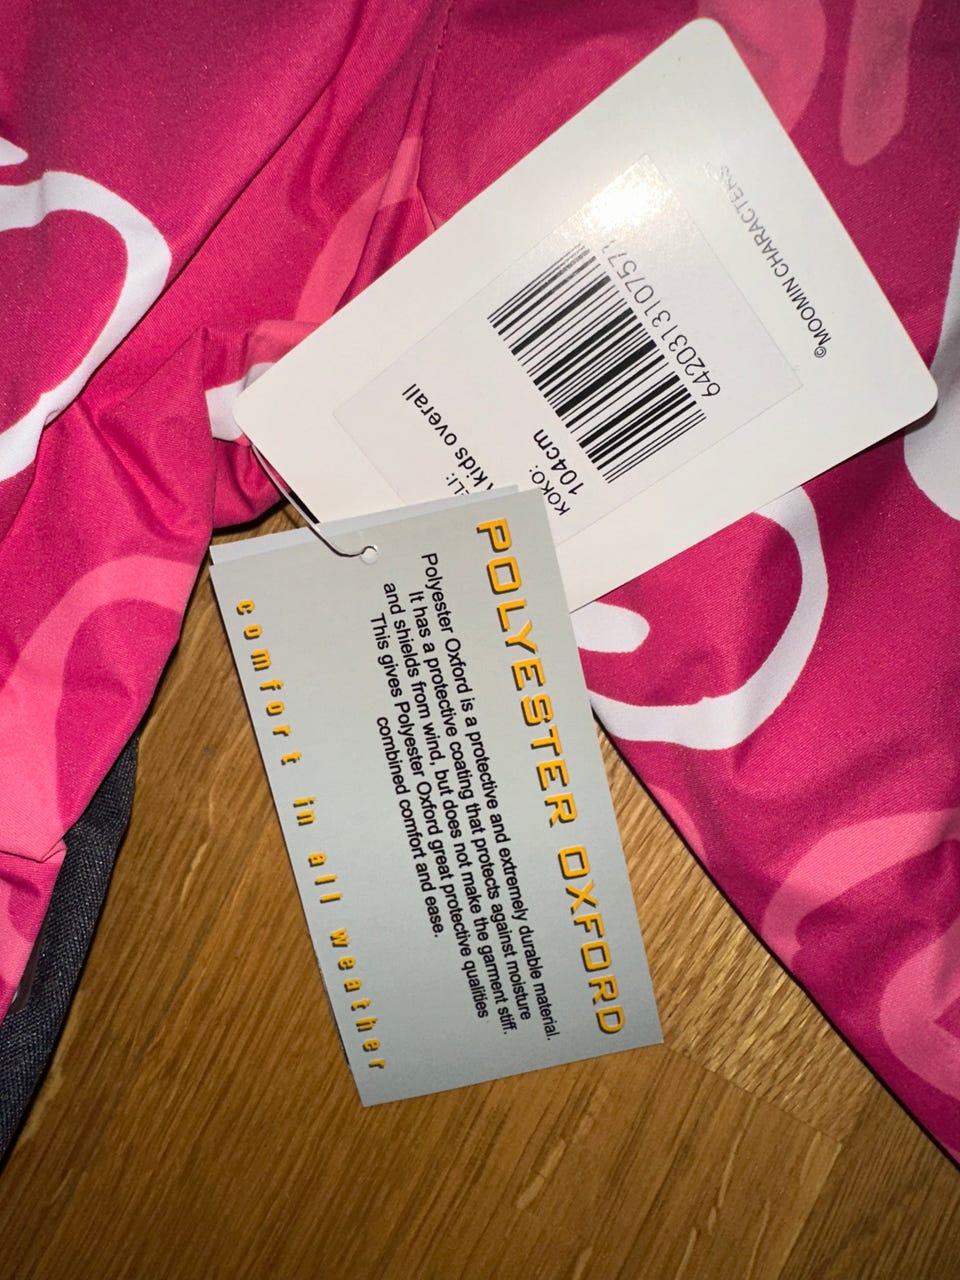 ©MOOMIN CHARACTERS
6420313107571
KOKO:
104cm
kids overall
POLYESTER OXFORD
Polyester Oxford is a protective and extremely durable material.
It has a protective coating that protects against moisture
and shields from wind, but does not make the garment stiff.
This gives Polyester Oxford great protective qualities
combined comfort and ease.
comfort in all weather